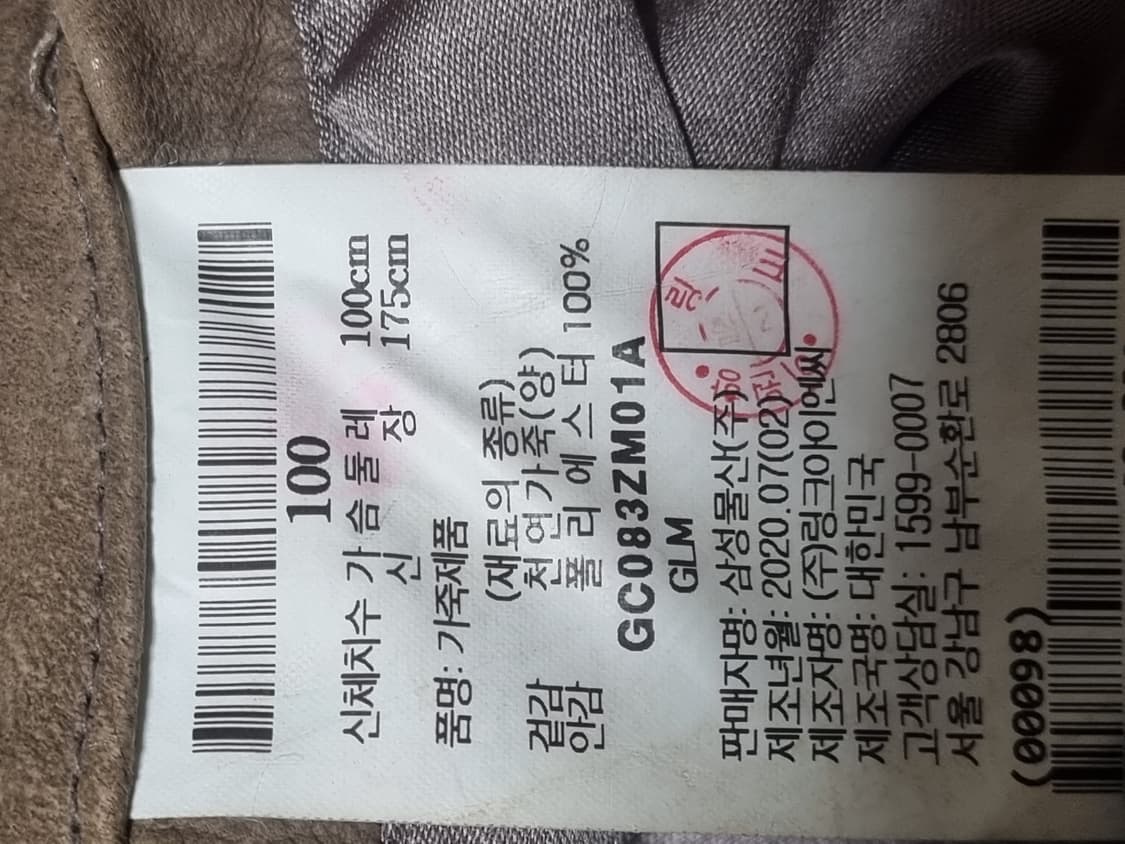 100
신체치수 가슴둘레 100cm
신 장 175cm
품명: 가죽제품
(재료의 종류)
겉감 천연가죽(양)
안감 폴리에스터 100%
GC083ZM01A
GLM
판매자명: 삼성물산(주)
제조년월: 2020.07(02)
제조자명: (주)링크아이엔씨
제조국명: 대한민국
고객상담실: 1599-0007
서울 강남구 남부순환로 2806
(00098)